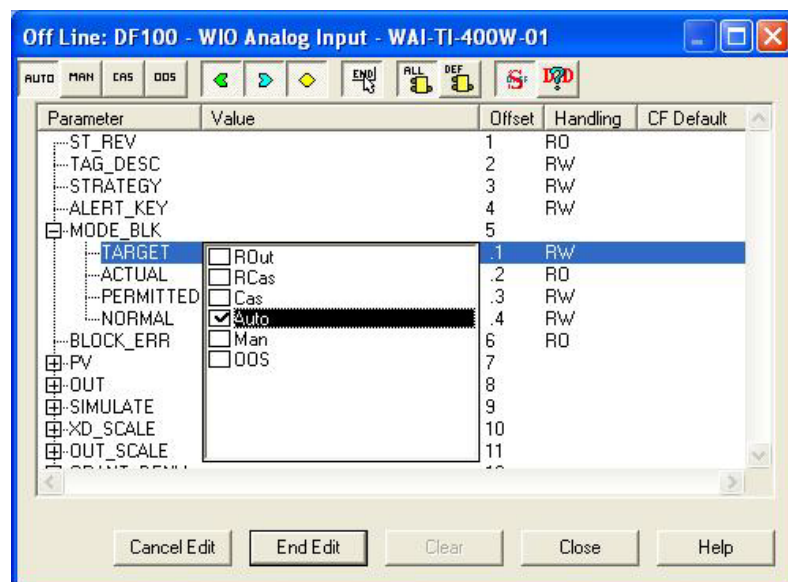 Off Line: DF100 - WIO Analog Input - WAI-TI-400W-01
AUTO MAN CAS OOS END ALL DEF
Parameter Value Offset Handling CF Default
ST_REV 1 RO
TAG_DESC 2 RW
STRATEGY 3 RW
ALERT_KEY 4 RW
MODE_BLK 5
TARGET ROut .1 RW
ACTUAL RCas .2 RO
PERMITTED Cas .3 RW
NORMAL Auto .4 RW
BLOCK_ERR Man 6 RO
PV OOS 7
OUT 8
SIMULATE 9
XD_SCALE 10
OUT_SCALE 11
Cancel Edit End Edit Clear Close Help